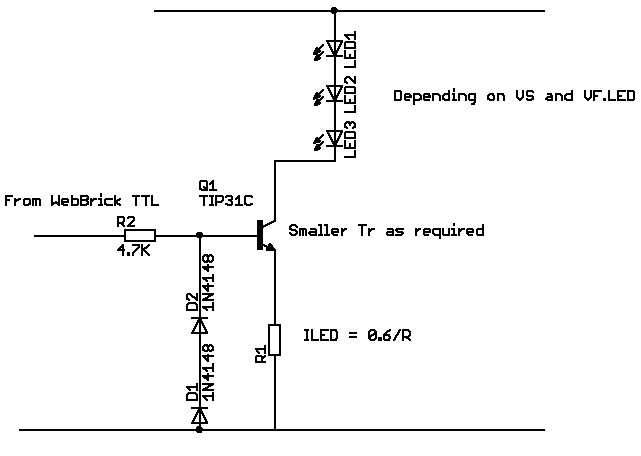 LED1
LED2
Depending on VS and VF.LED
LED3
Q1
From WebBrick TTL
TIP31C
R2
Smaller Tr as required
4.7K
D2
1N4148
ILED = 0.6/R
R1
D1
1N4148